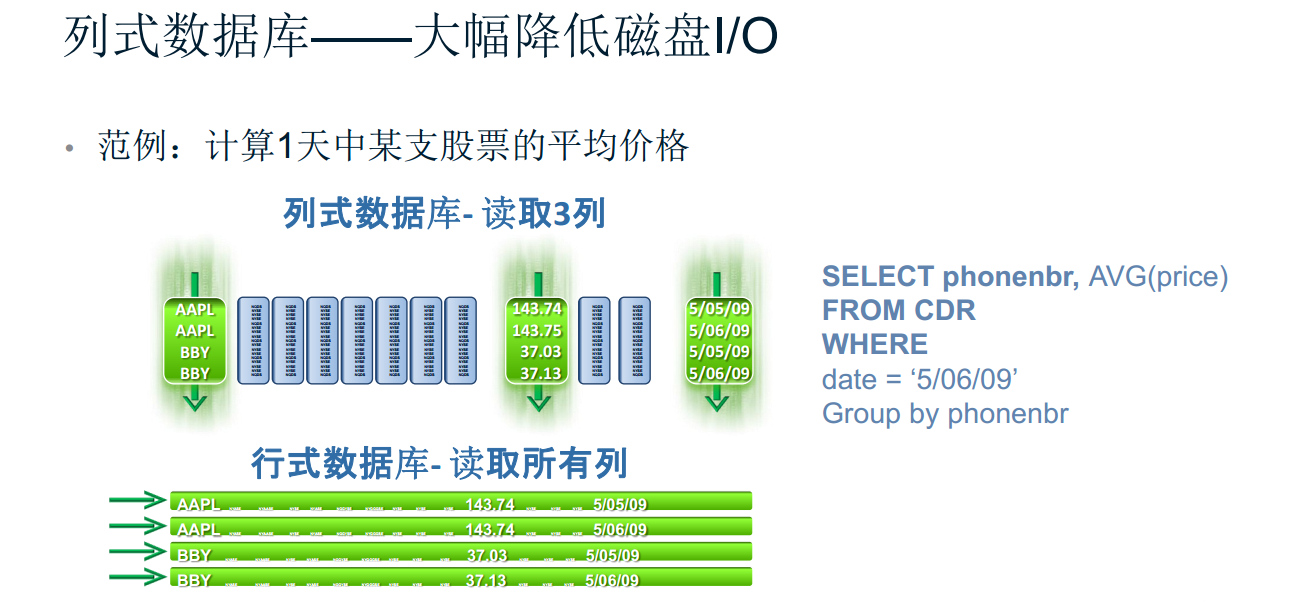 列式数据库——大幅降低磁盘I/O
• 范例：计算1天中某支股票的平均价格
列式数据库- 读取3列
AAPL
AAPL
BBY
BBY
143.74
143.75
37.03
37.13
5/05/09
5/06/09
5/05/09
5/06/09
SELECT phonenbr, AVG(price)
FROM CDR
WHERE
date = ‘5/06/09’
Group by phonenbr
行式数据库- 读取所有列
AAPL 143.74 5/05/09
AAPL 143.74 5/06/09
BBY 37.03 5/05/09
BBY 37.13 5/06/09